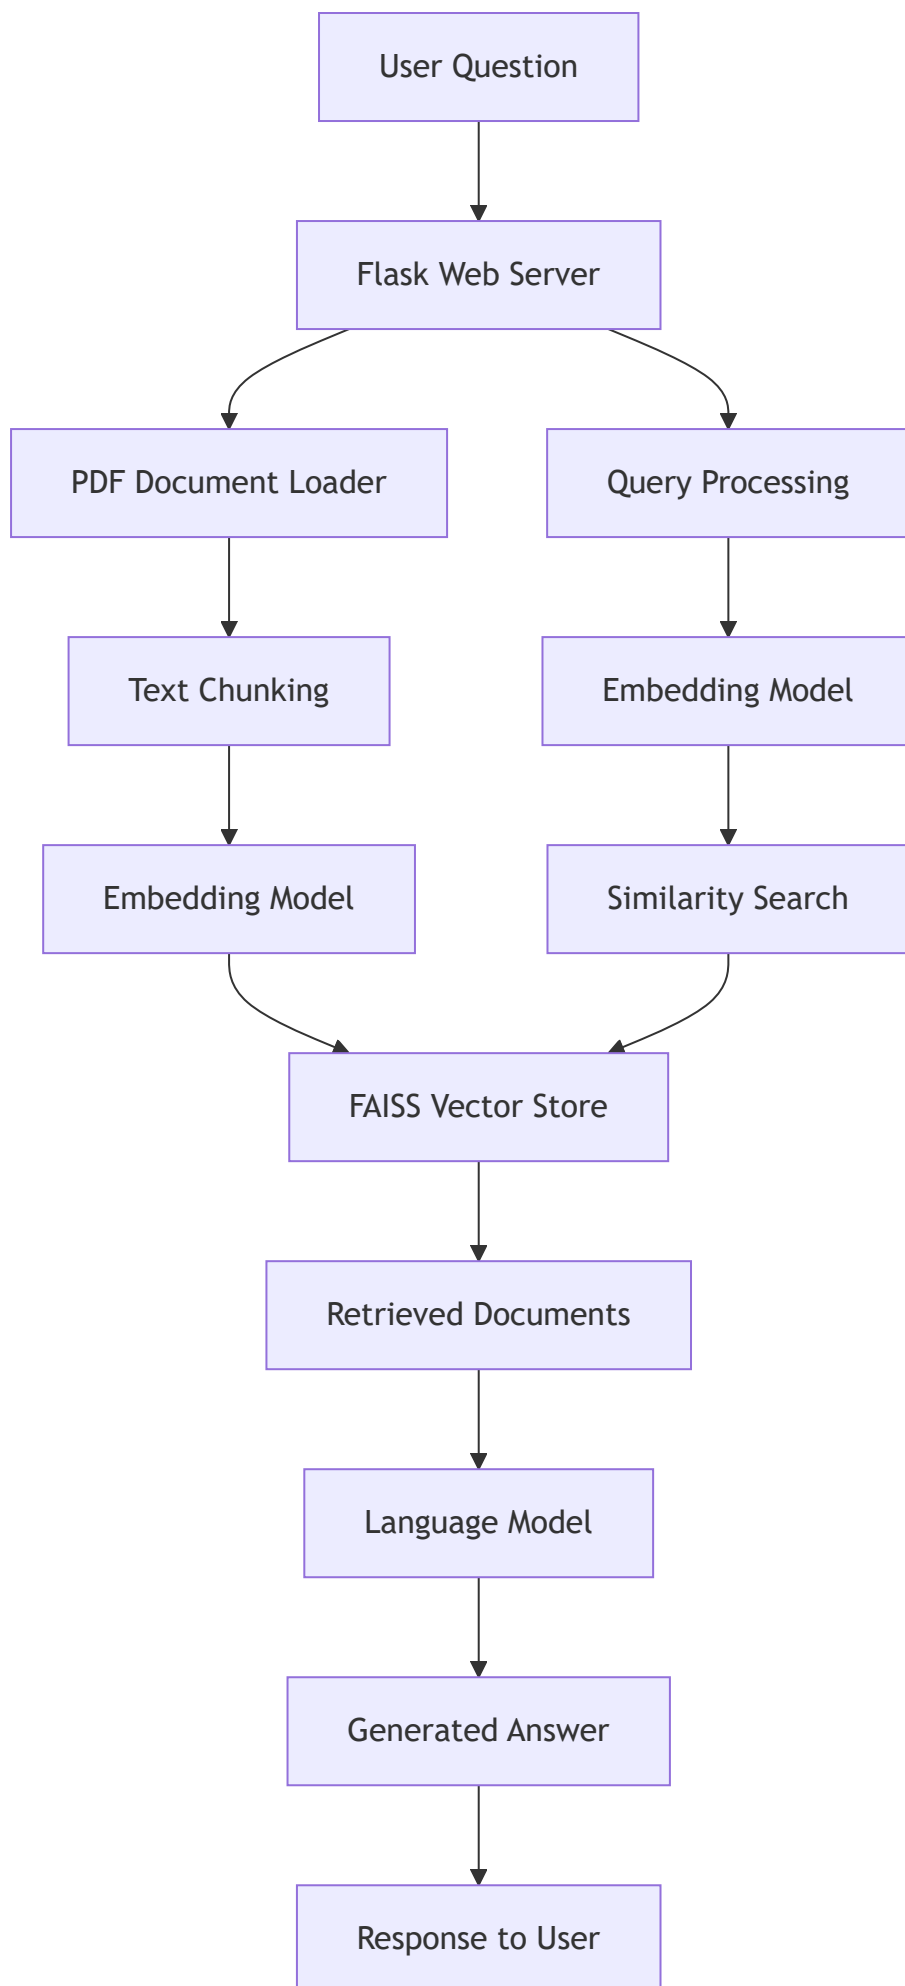 User Question
Flask Web Server
PDF Document Loader
Query Processing
Text Chunking
Embedding Model
Embedding Model
Similarity Search
FAISS Vector Store
Retrieved Documents
Language Model
Generated Answer
Response to User